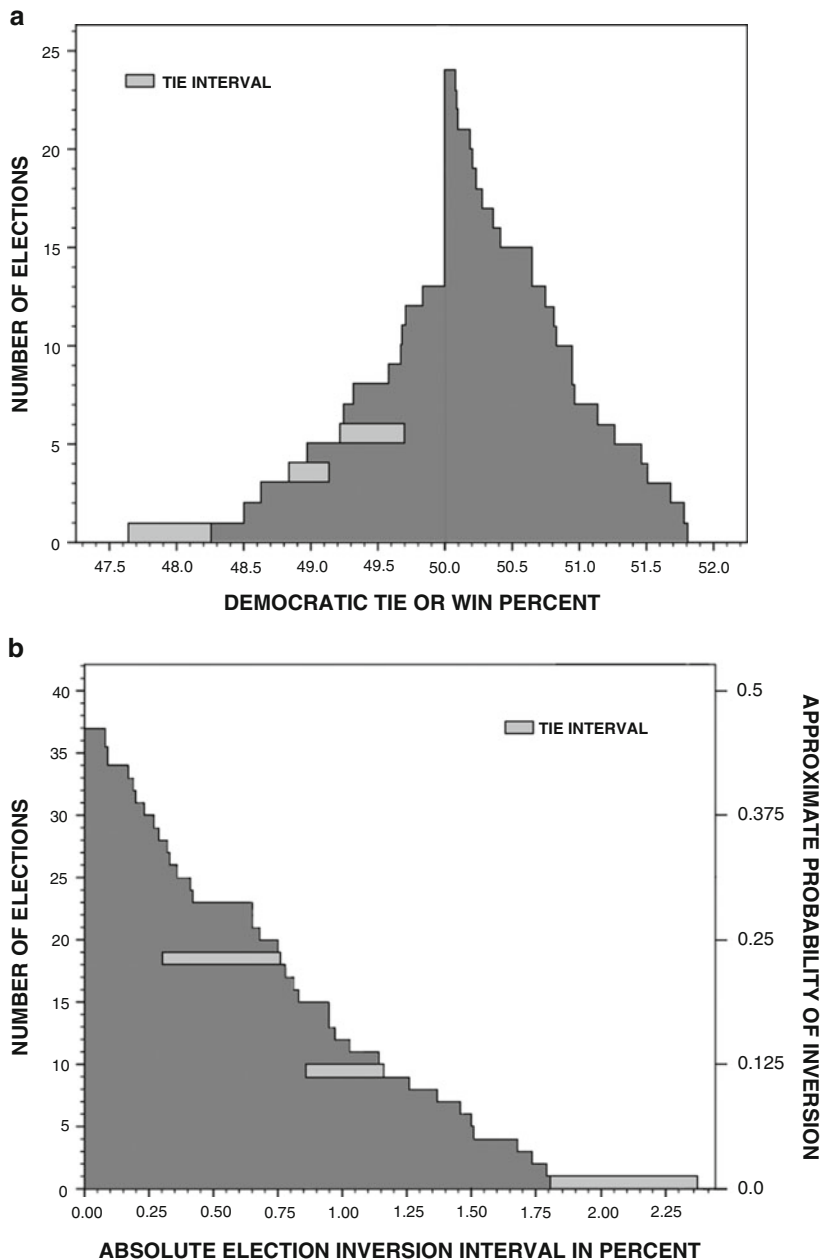 a
25
20
15
10
5
0
NUMBER OF ELECTIONS
TIE INTERVAL
47.5 48.0 48.5 49.0 49.5 50.0 50.5 51.0 51.5 52.0
DEMOCRATIC TIE OR WIN PERCENT
b
40
35
30
25
20
15
10
5
0
NUMBER OF ELECTIONS
TIE INTERVAL
0.5
0.375
0.25
0.125
0.0
APPROXIMATE PROBABILITY OF INVERSION
0.00 0.25 0.50 0.75 1.00 1.25 1.50 1.75 2.00 2.25
ABSOLUTE ELECTION INVERSION INTERVAL IN PERCENT